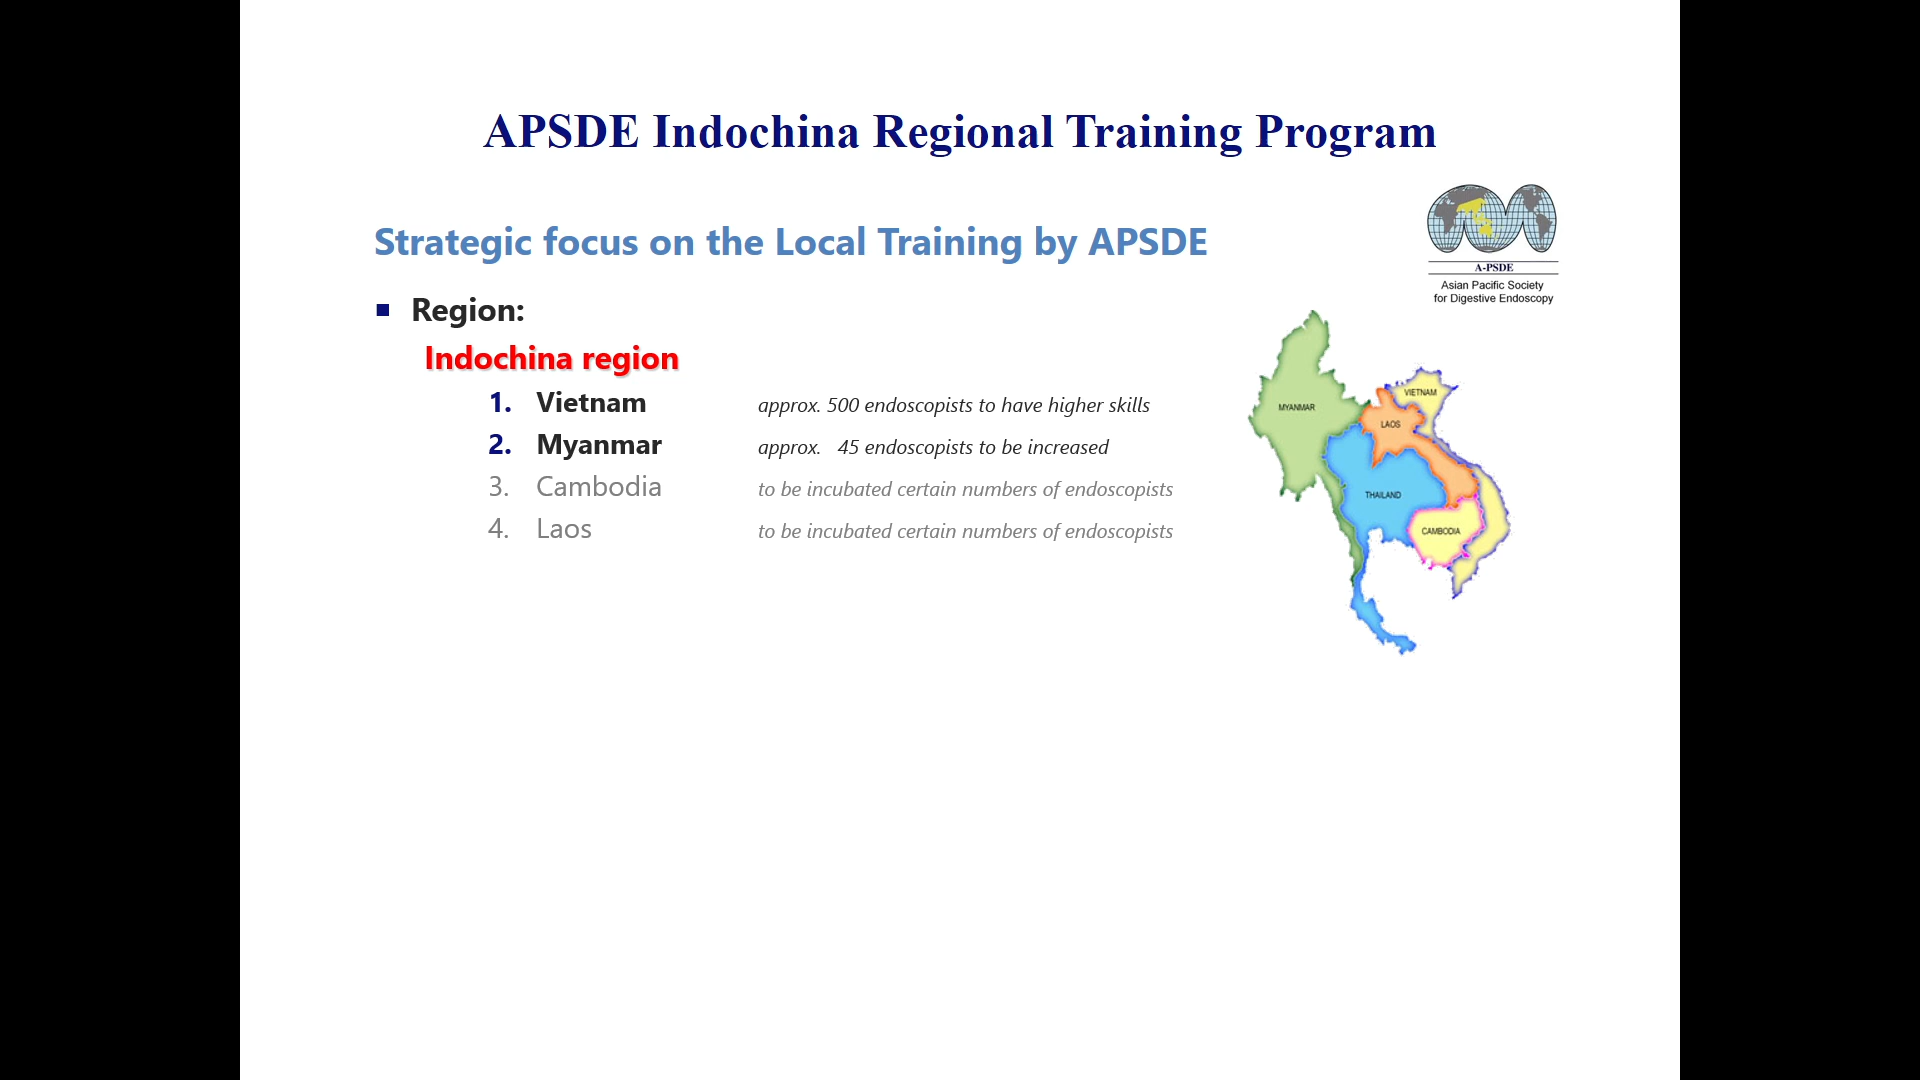 APSDE Indochina Regional Training Program
Strategic focus on the Local Training by APSDE
A-PSDE
Asian Pacific Society
for Digestive Endoscopy
■ Region:
Indochina region
1. Vietnam approx. 500 endoscopists to have higher skills
2. Myanmar approx. 45 endoscopists to be increased
3. Cambodia to be incubated certain numbers of endoscopists
4. Laos to be incubated certain numbers of endoscopists
VIETNAM
MYANMAR
LAOS
THAILAND
CAMBODIA